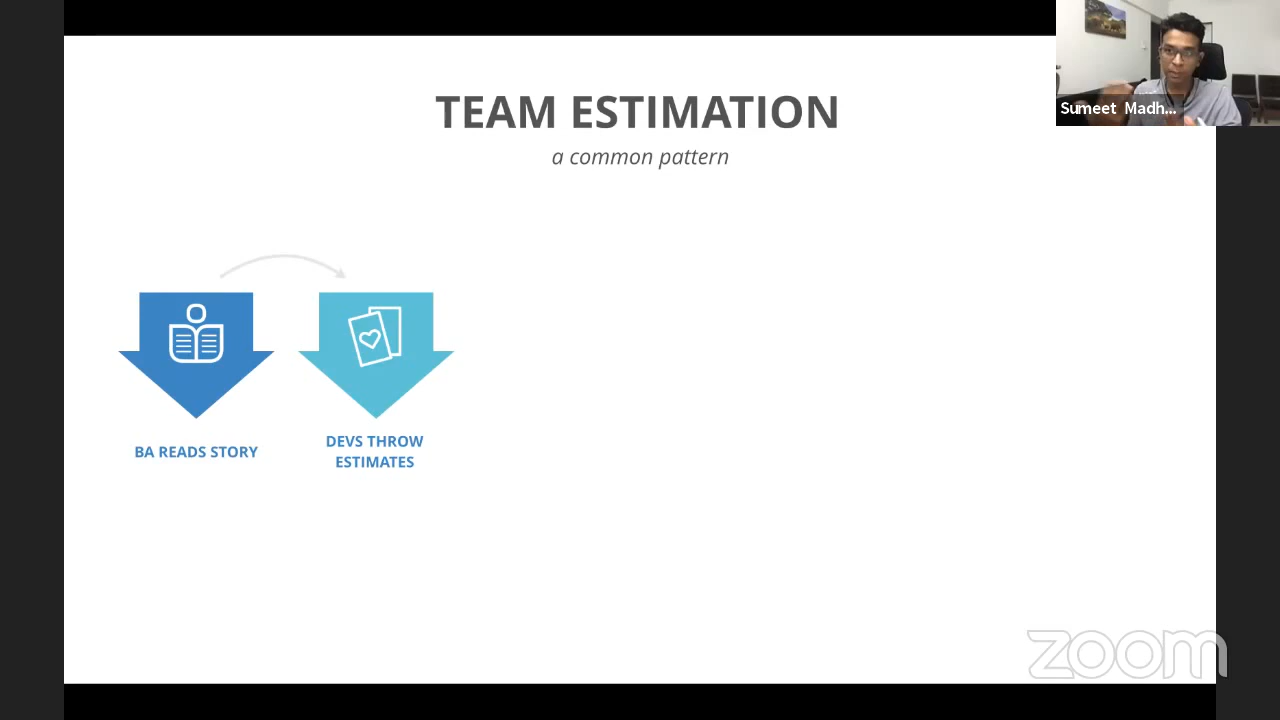 TEAM ESTIMATION
a common pattern
Sumeet Madh...
BA READS STORY
DEVS THROW
ESTIMATES
zoom